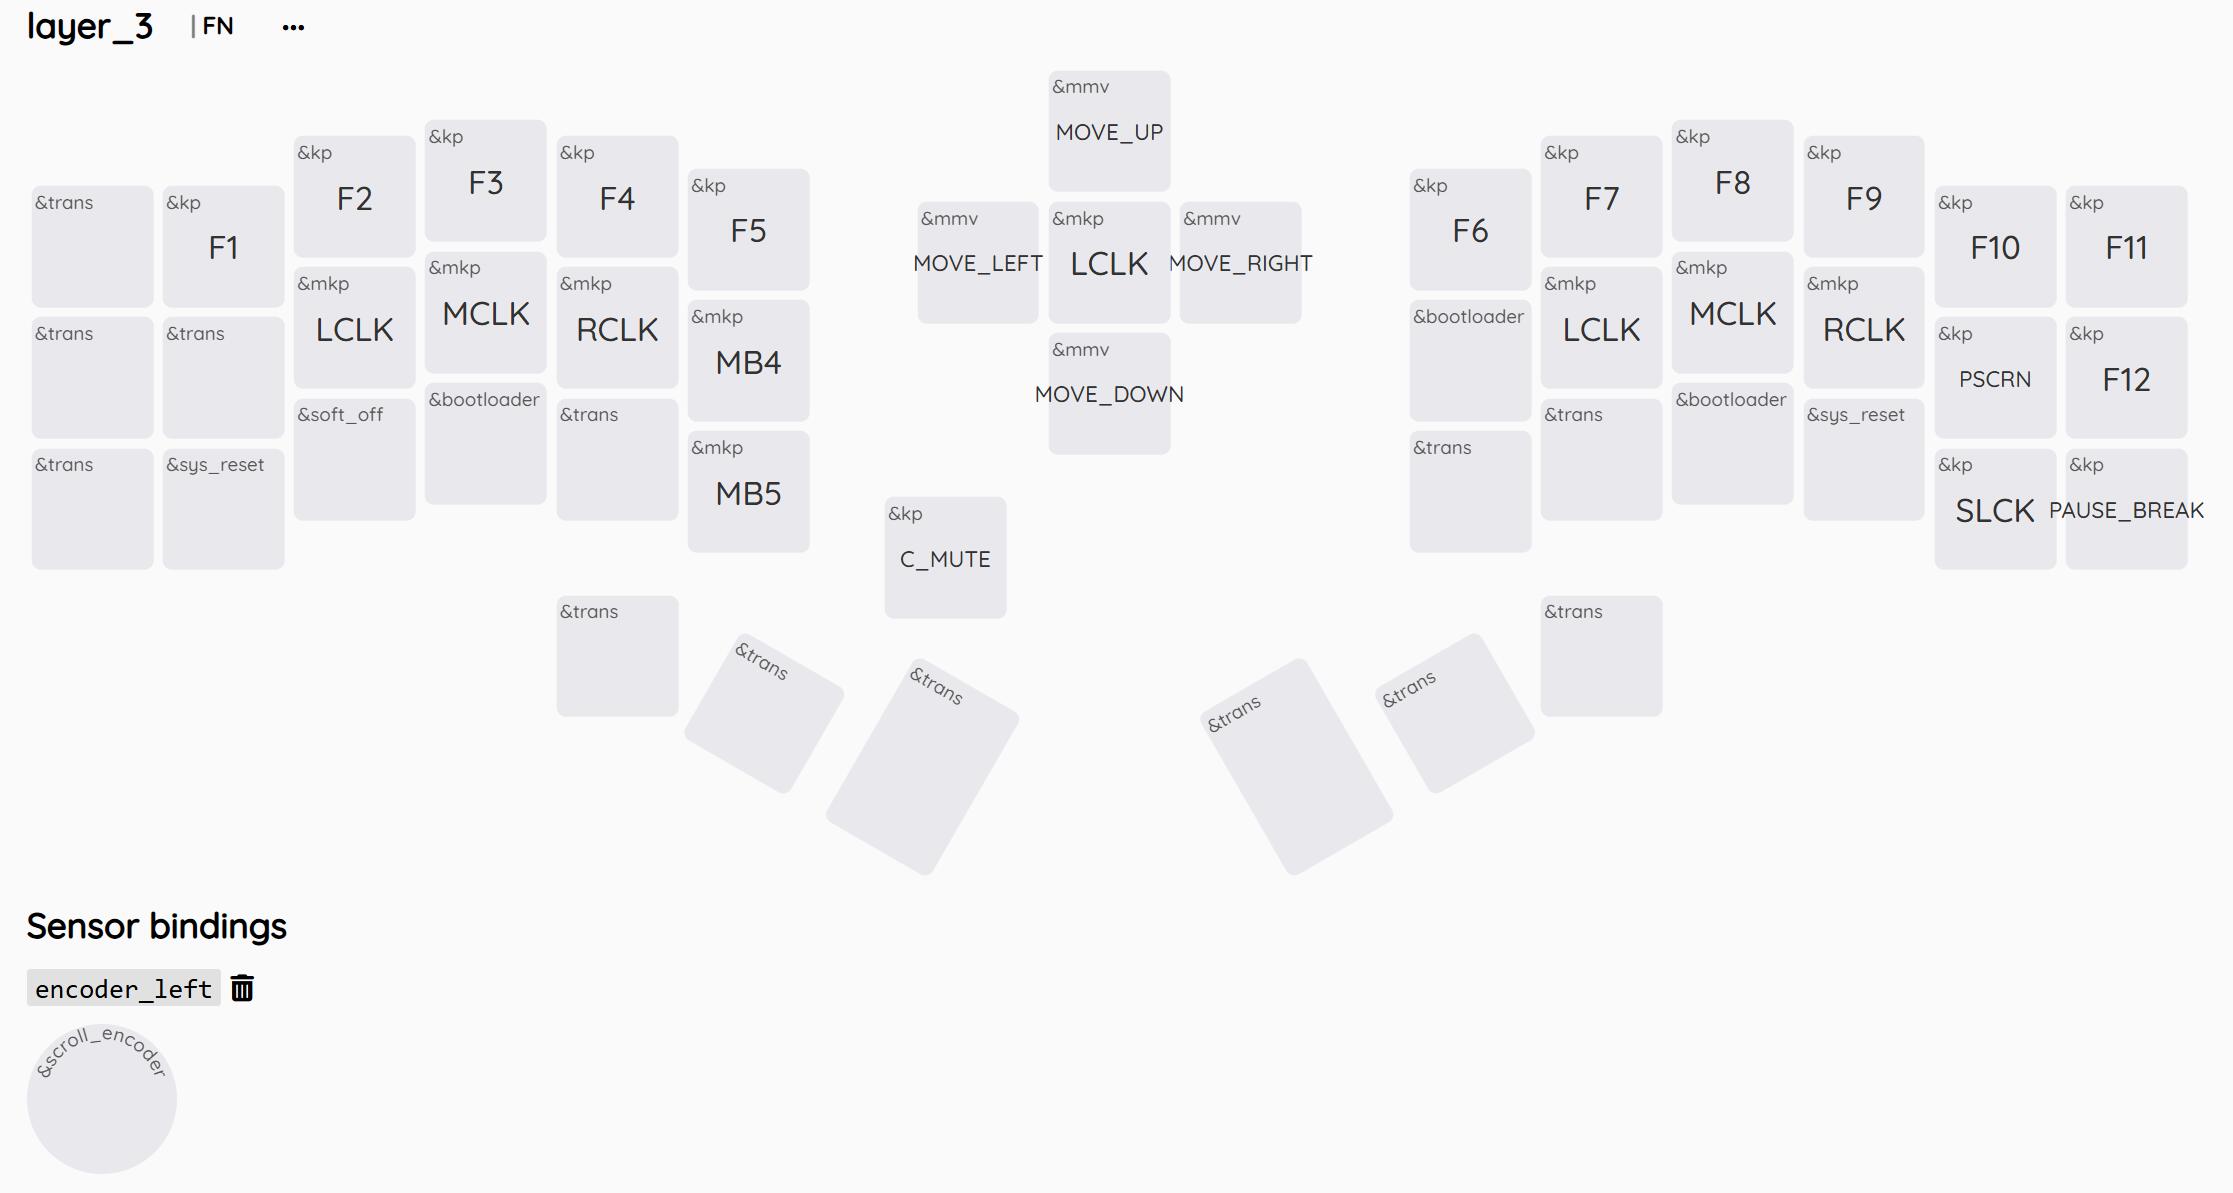 layer_3 | FN ...
&mmv
MOVE_UP
&trans
&kp
F1
&kp
F2
&kp
F3
&kp
F4
&kp
F5
&mmv
MOVE_LEFT
&mkp
LCLK
&mmv
MOVE_RIGHT
&kp
F6
&kp
F7
&kp
F8
&kp
F9
&kp
F10
&kp
F11
&trans
&trans
&mkp
LCLK
&mkp
MCLK
&mkp
RCLK
&mkp
MB4
&mmv
MOVE_DOWN
&bootloader
&mkp
LCLK
&mkp
MCLK
&mkp
RCLK
&kp
PSCRN
&kp
F12
&trans
&sys_reset
&soft_off
&bootloader
&trans
&mkp
MB5
&kp
C_MUTE
&trans
&trans
&bootloader
&sys_reset
&kp
SLCK
&kp
PAUSE_BREAK
&trans
&trans
&trans
&trans
&trans
&trans
Sensor bindings
encoder_left
&scroll_encoder